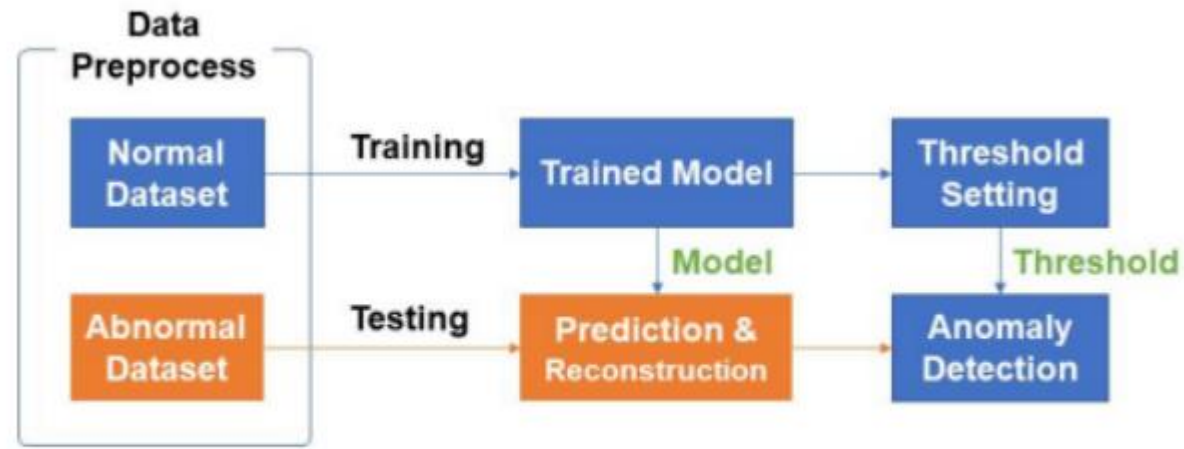 Data
Preprocess
Normal
Dataset
Training
Trained Model
Threshold
Setting
Model
Threshold
Abnormal
Dataset
Testing
Prediction &
Reconstruction
Anomaly
Detection